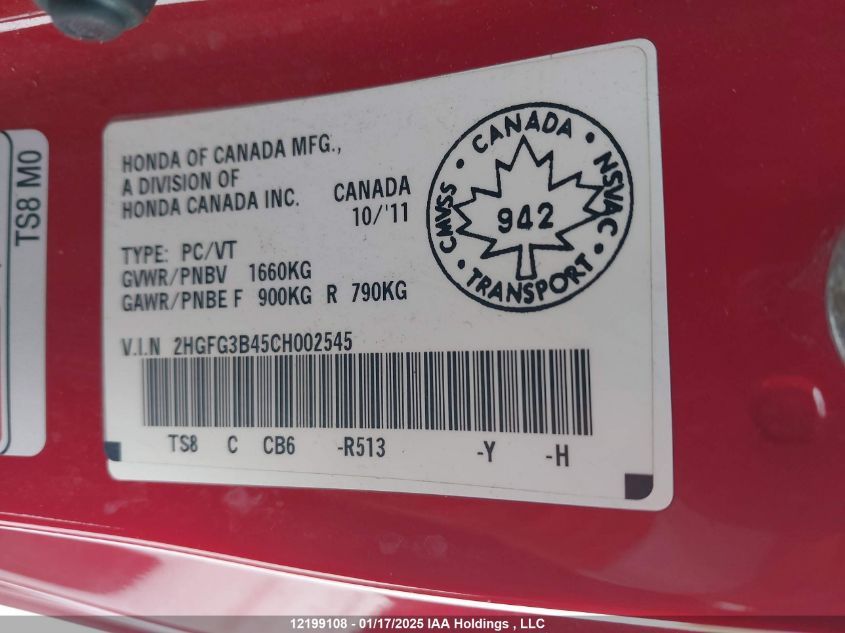 TS8 M0
HONDA OF CANADA MFG.,
A DIVISION OF
HONDA CANADA INC. CANADA
10/'11
TYPE: PC/VT
GVWR/PNBV 1660KG
GAWR/PNBE F 900KG R 790KG
V.I.N 2HGFG3B45CH002545
TS8 C CB6 -R513 -Y -H
• CANADA •
CMVSS 942 NSVAC
• TRANSPORT •
12199108 - 01/17/2025 IAA Holdings , LLC